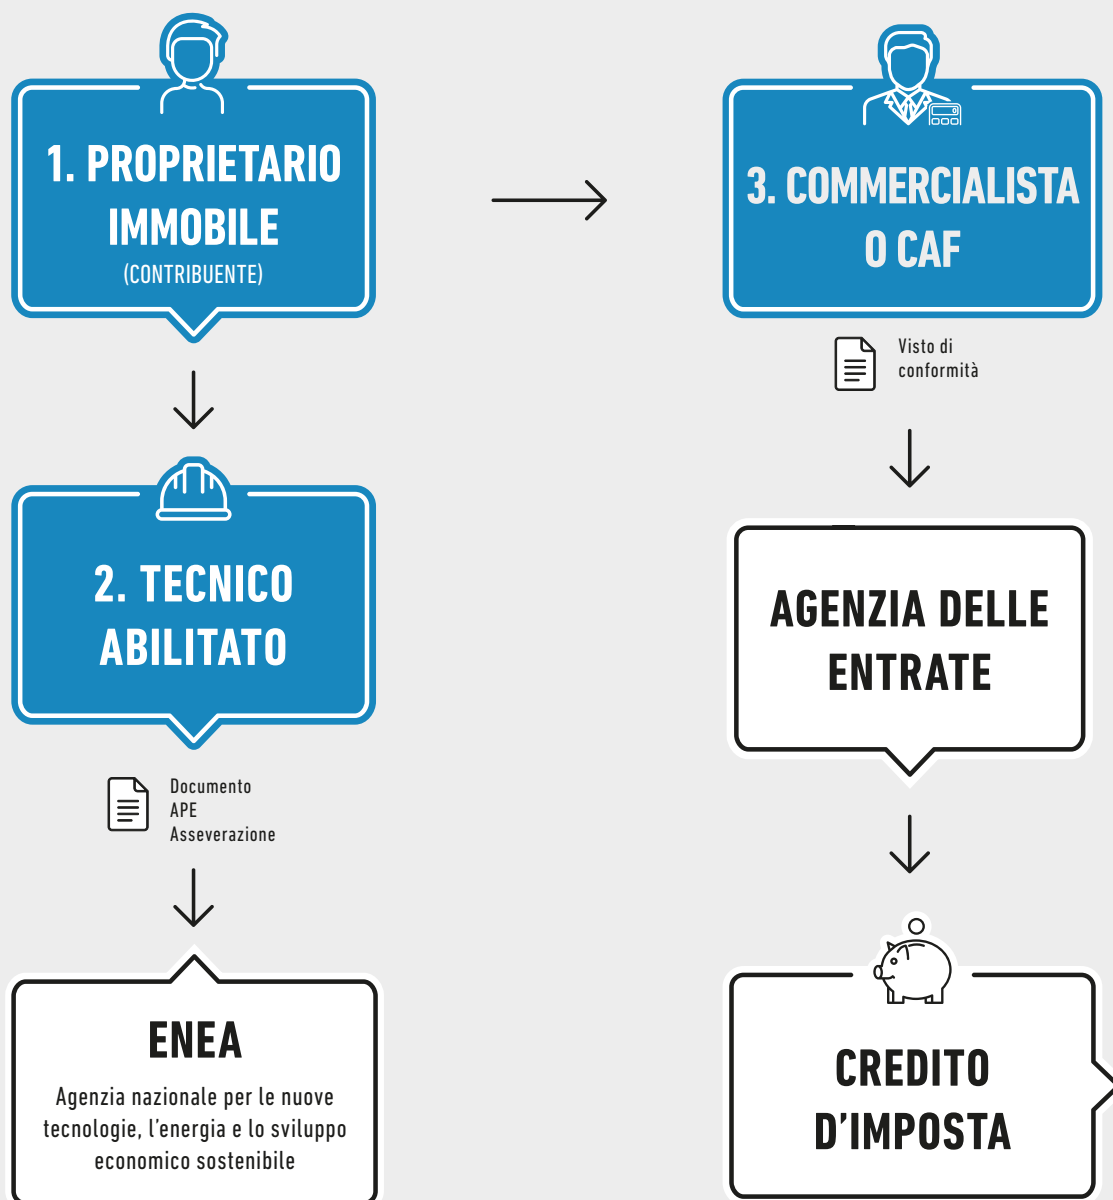 1. PROPRIETARIO
IMMOBILE
(CONTRIBUENTE)
2. TECNICO
ABILITATO
Documento
APE
Asseverazione
ENEA
Agenzia nazionale per le nuove
tecnologie, l'energia e lo sviluppo
economico sostenibile
3. COMMERCIALISTA
O CAF
Visto di
conformità
AGENZIA DELLE
ENTRATE
CREDITO
D'IMPOSTA